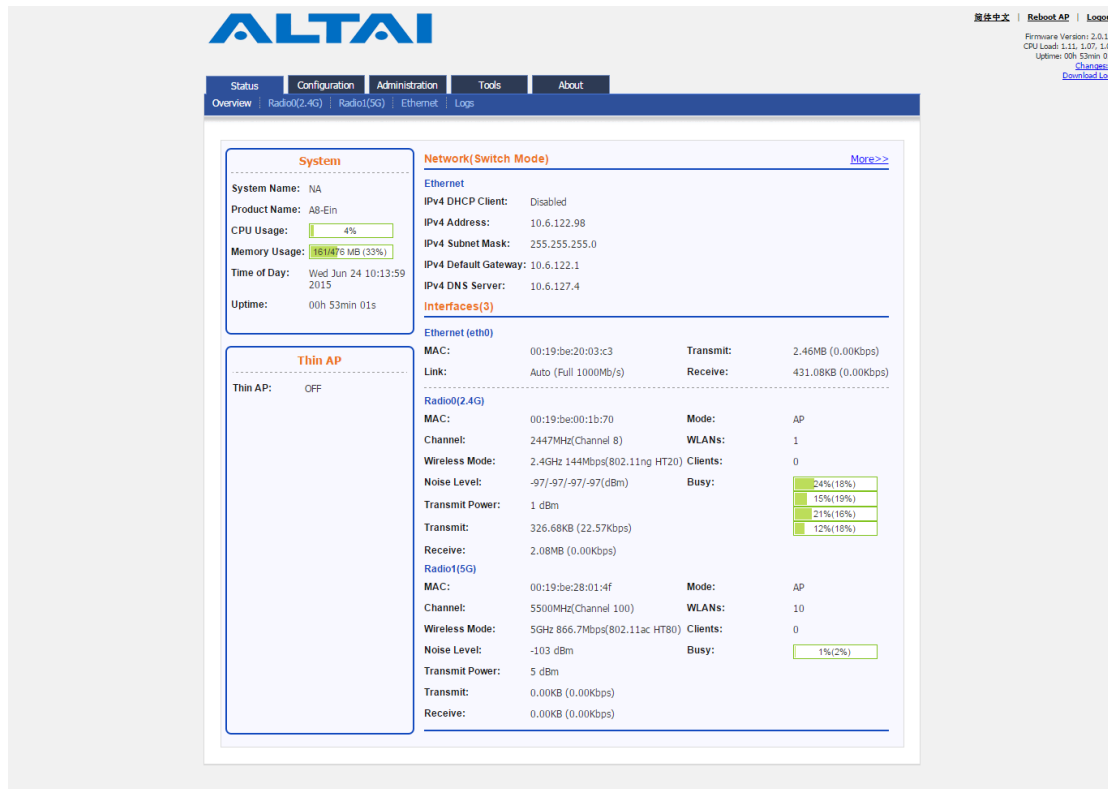 ALTAI
简体中文 | Reboot AP | Logou
Firmware Version: 2.0.1
CPU Load: 1.11, 1.07, 1.0
Uptime: 00h 53min 0
Changes:
Download Lo
Status Configuration Administration Tools About
Overview Radio0(2.4G) Radio1(5G) Ethernet Logs
System
System Name: NA
Product Name: A8-Ein
CPU Usage: 4%
Memory Usage: 161/476 MB (33%)
Time of Day: Wed Jun 24 10:13:59
2015
Uptime: 00h 53min 01s
Thin AP
Thin AP: OFF
Network(Switch Mode) More>>
Ethernet
IPv4 DHCP Client: Disabled
IPv4 Address: 10.6.122.98
IPv4 Subnet Mask: 255.255.255.0
IPv4 Default Gateway: 10.6.122.1
IPv4 DNS Server: 10.6.127.4
Interfaces(3)
Ethernet (eth0)
MAC: 00:19:be:20:03:c3 Transmit: 2.46MB (0.00Kbps)
Link: Auto (Full 1000Mb/s) Receive: 431.08KB (0.00Kbps)
Radio0(2.4G)
MAC: 00:19:be:00:1b:70 Mode: AP
Channel: 2447MHz(Channel 8) WLANs: 1
Wireless Mode: 2.4GHz 144Mbps(802.11ng HT20) Clients: 0
Noise Level: -97/-97/-97/-97(dBm) Busy: 24%(18%)
15%(19%)
Transmit Power: 1 dBm
21%(16%)
Transmit: 326.68KB (22.57Kbps) 12%(18%)
Receive: 2.08MB (0.00Kbps)
Radio1(5G)
MAC: 00:19:be:28:01:4f Mode: AP
Channel: 5500MHz(Channel 100) WLANs: 10
Wireless Mode: 5GHz 866.7Mbps(802.11ac HT80) Clients: 0
Noise Level: -103 dBm Busy: 1%(2%)
Transmit Power: 5 dBm
Transmit: 0.00KB (0.00Kbps)
Receive: 0.00KB (0.00Kbps)